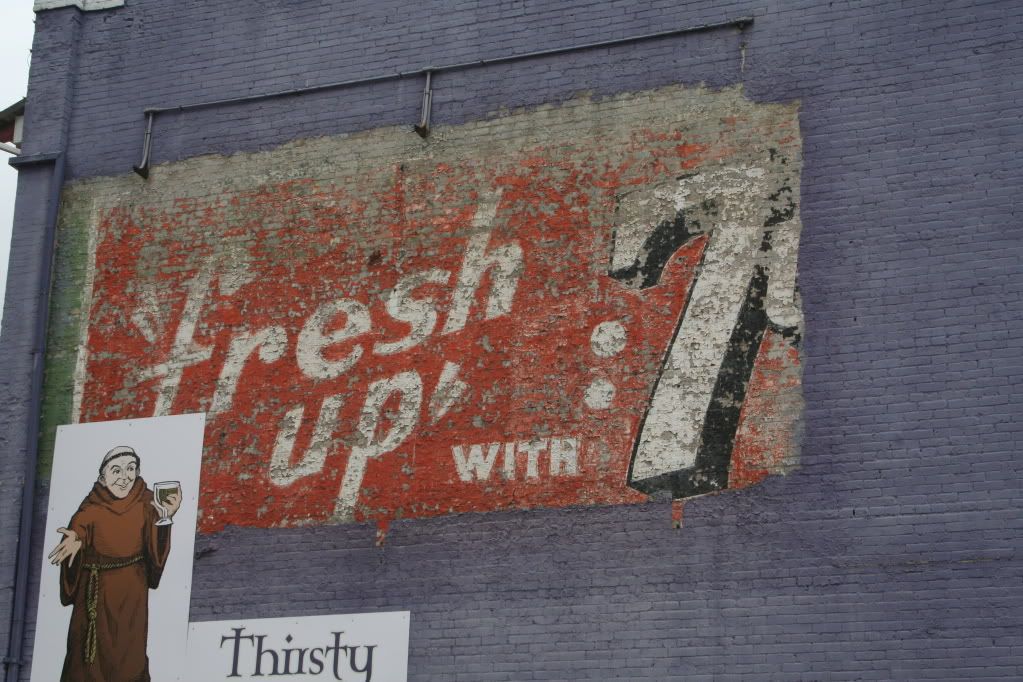 "fresh
up"
WITH :7
Thirsty